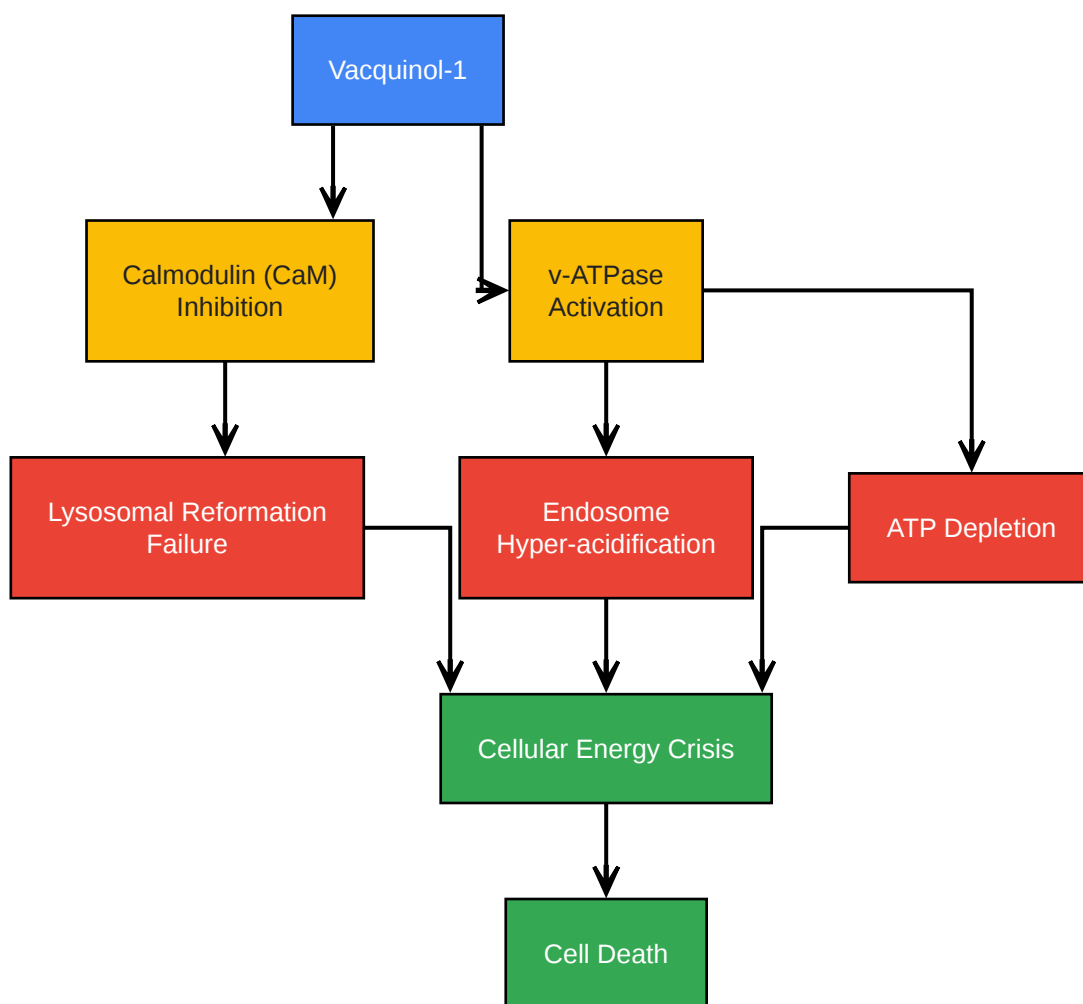 Vacquinol-1
Calmodulin (CaM)
Inhibition
v-ATPase
Activation
Lysosomal Reformation
Failure
Endosome
Hyper-acidification
ATP Depletion
Cellular Energy Crisis
Cell Death